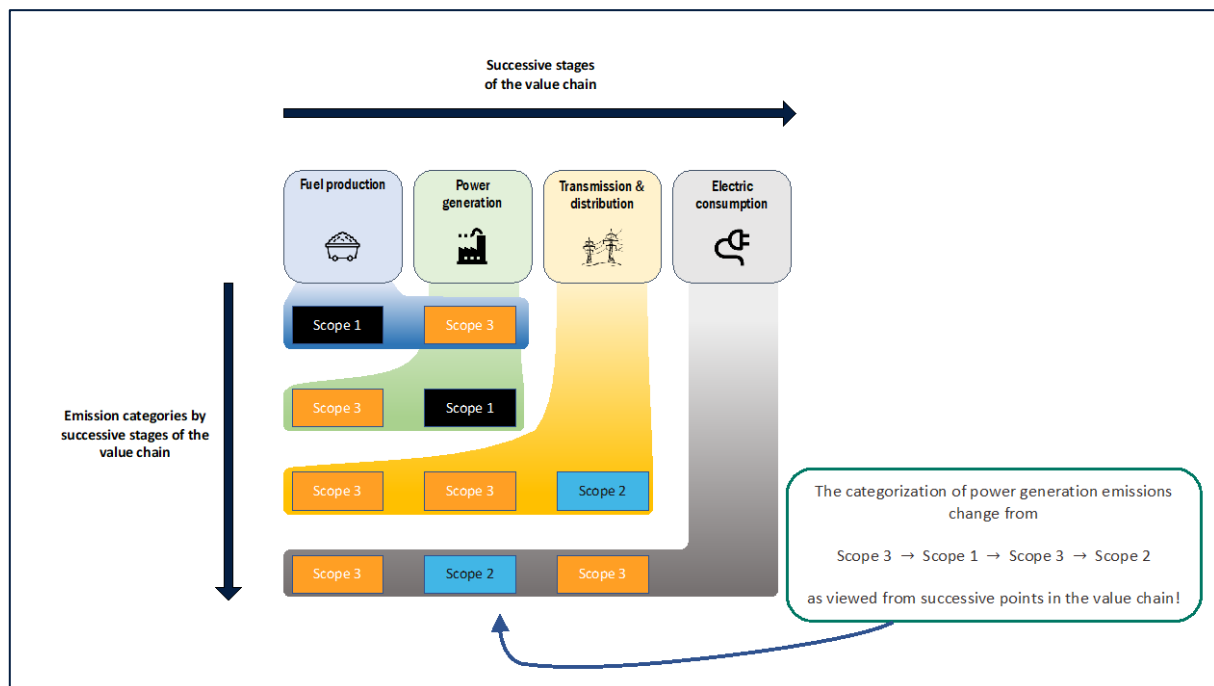 Successive stages
of the value chain
Fuel production
Power
generation
Transmission &
distribution
Electric
consumption
Scope 1
Scope 3
Scope 3
Scope 1
Emission categories by
successive stages of the
value chain
Scope 3
Scope 3
Scope 2
Scope 3
Scope 2
Scope 3
The categorization of power generation emissions
change from
Scope 3 → Scope 1 → Scope 3 → Scope 2
as viewed from successive points in the value chain!